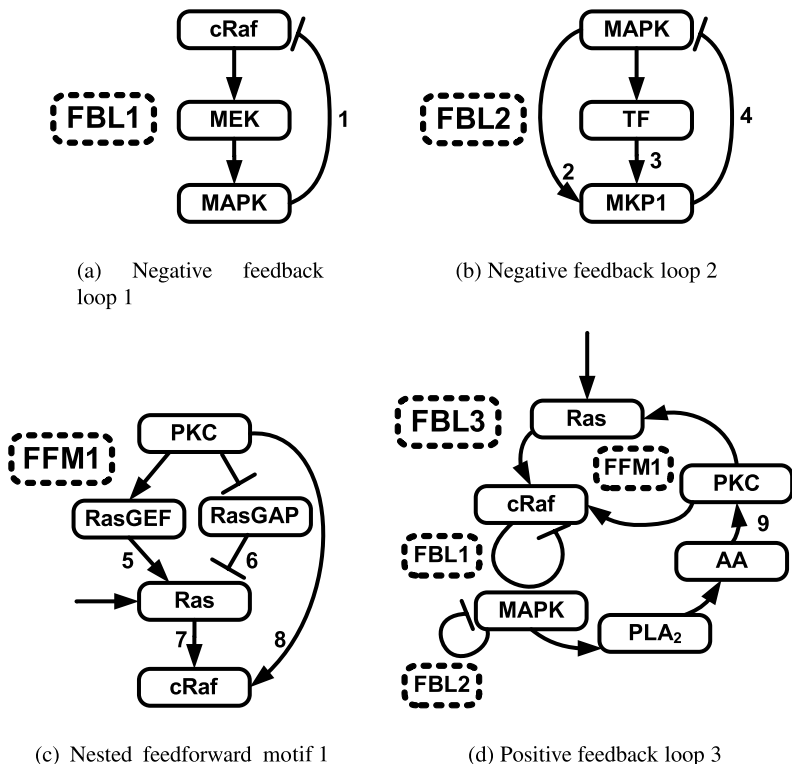 cRaf
FBL1
MEK
1
MAPK
(a) Negative feedback
loop 1
MAPK
FBL2
TF
4
2
3
MKP1
(b) Negative feedback loop 2
PKC
FFM1
RasGEF
RasGAP
5
6
Ras
7
8
cRaf
(c) Nested feedforward motif 1
FBL3
Ras
FFM1
PKC
cRaf
9
FBL1
AA
MAPK
PLA₂
FBL2
(d) Positive feedback loop 3